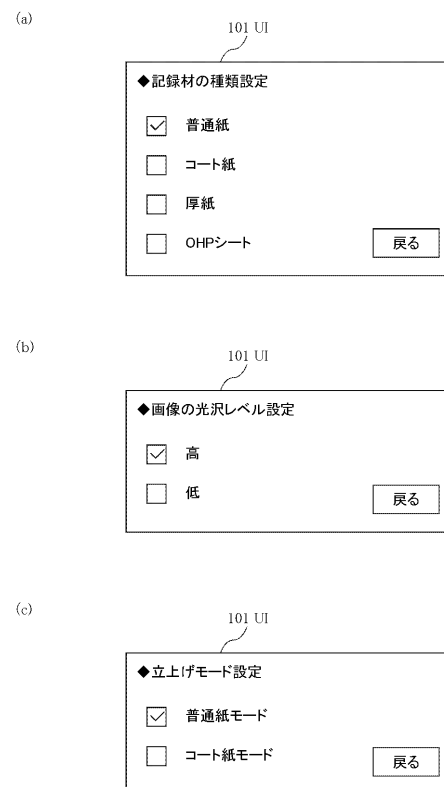 (a)
101 UI
◆記録材の種類設定
普通紙
コート紙
厚紙
OHPシート
戻る
(b)
101 UI
◆画像の光沢レベル設定
高
低
戻る
(c)
101 UI
◆立上げモード設定
普通紙モード
コート紙モード
戻る